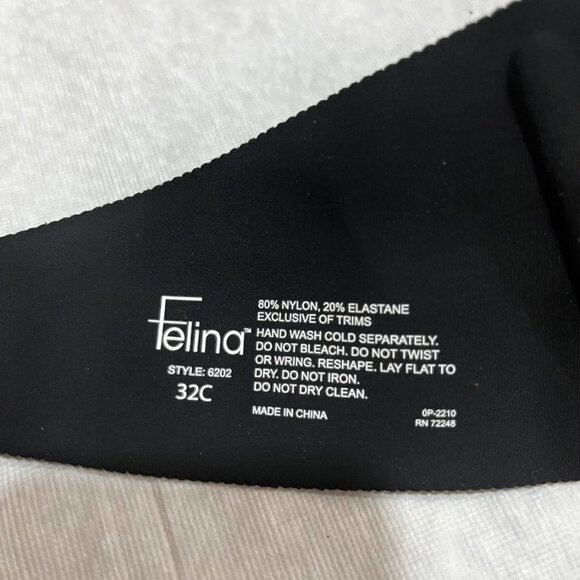 Felina™
STYLE: 6202
32C
80% NYLON, 20% ELASTANE
EXCLUSIVE OF TRIMS
HAND WASH COLD SEPARATELY.
DO NOT BLEACH. DO NOT TWIST
OR WRING. RESHAPE. LAY FLAT TO
DRY. DO NOT IRON.
DO NOT DRY CLEAN.
MADE IN CHINA
0P-2210
RN 72248